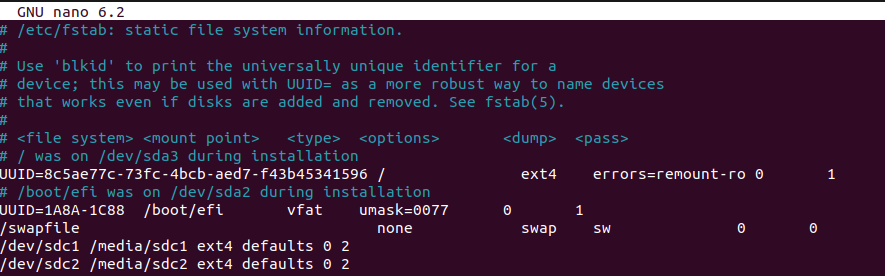 GNU nano 6.2
# /etc/fstab: static file system information.
#
# Use 'blkid' to print the universally unique identifier for a
# device; this may be used with UUID= as a more robust way to name devices
# that works even if disks are added and removed. See fstab(5).
#
# <file system> <mount point>   <type>  <options>       <dump>  <pass>
# / was on /dev/sda3 during installation
UUID=8c5ae77c-73fc-4bcb-aed7-f43b45341596 /               ext4    errors=remount-ro 0       1
# /boot/efi was on /dev/sda2 during installation
UUID=1A8A-1C88  /boot/efi       vfat    umask=0077      0       1
/swapfile                                 none            swap    sw              0       0
/dev/sdc1 /media/sdc1 ext4 defaults 0 2
/dev/sdc2 /media/sdc2 ext4 defaults 0 2